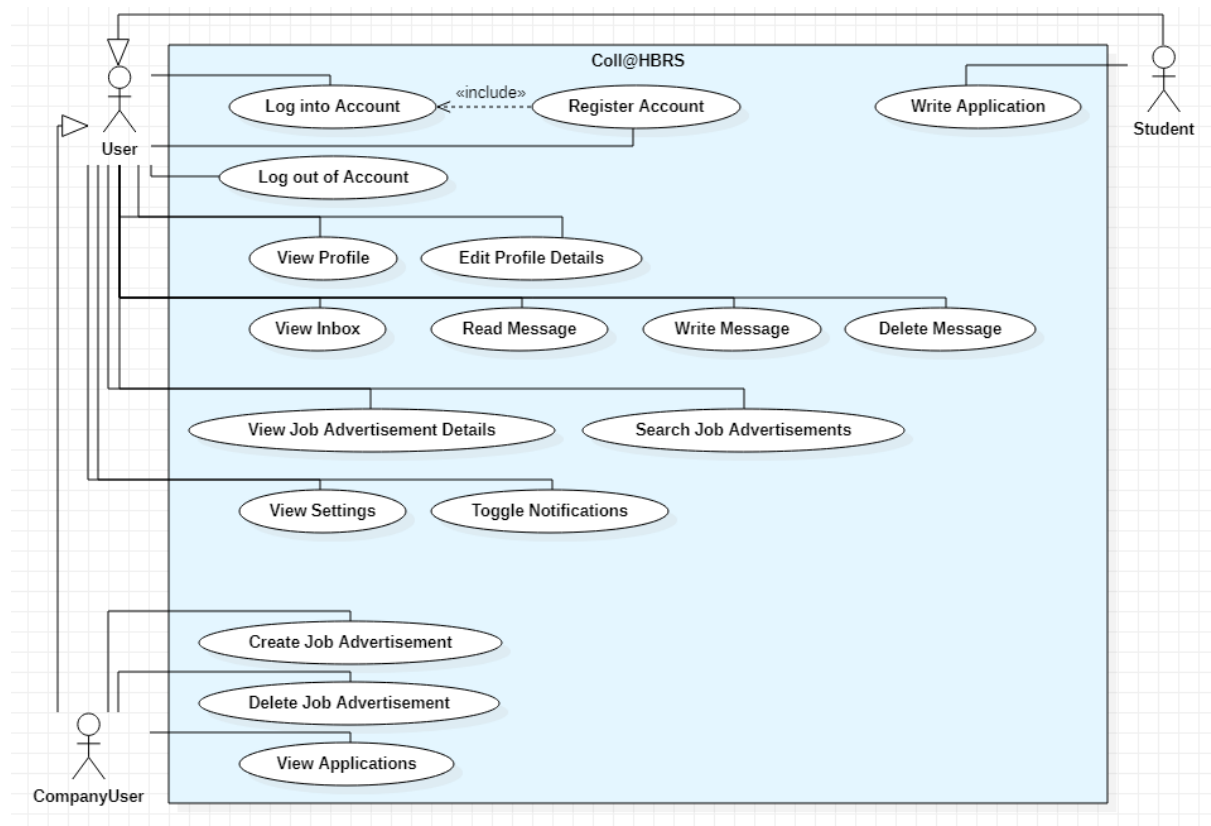 Coll@HBRS
«include»
Log into Account
Register Account
Write Application
Student
User
Log out of Account
View Profile
Edit Profile Details
View Inbox
Read Message
Write Message
Delete Message
View Job Advertisement Details
Search Job Advertisements
View Settings
Toggle Notifications
Create Job Advertisement
Delete Job Advertisement
View Applications
CompanyUser